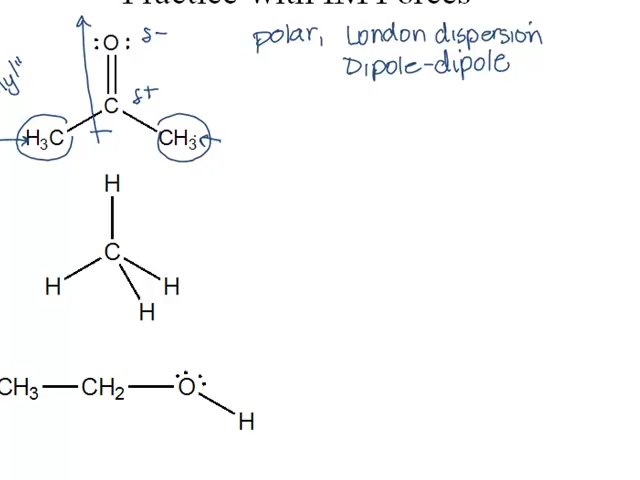 Practice with IM Forces
:O: δ-
polar, London dispersion
Dipole-dipole
C δ+
H₃C CH₃
H
C
H H
H
CH₃—CH₂—O
H